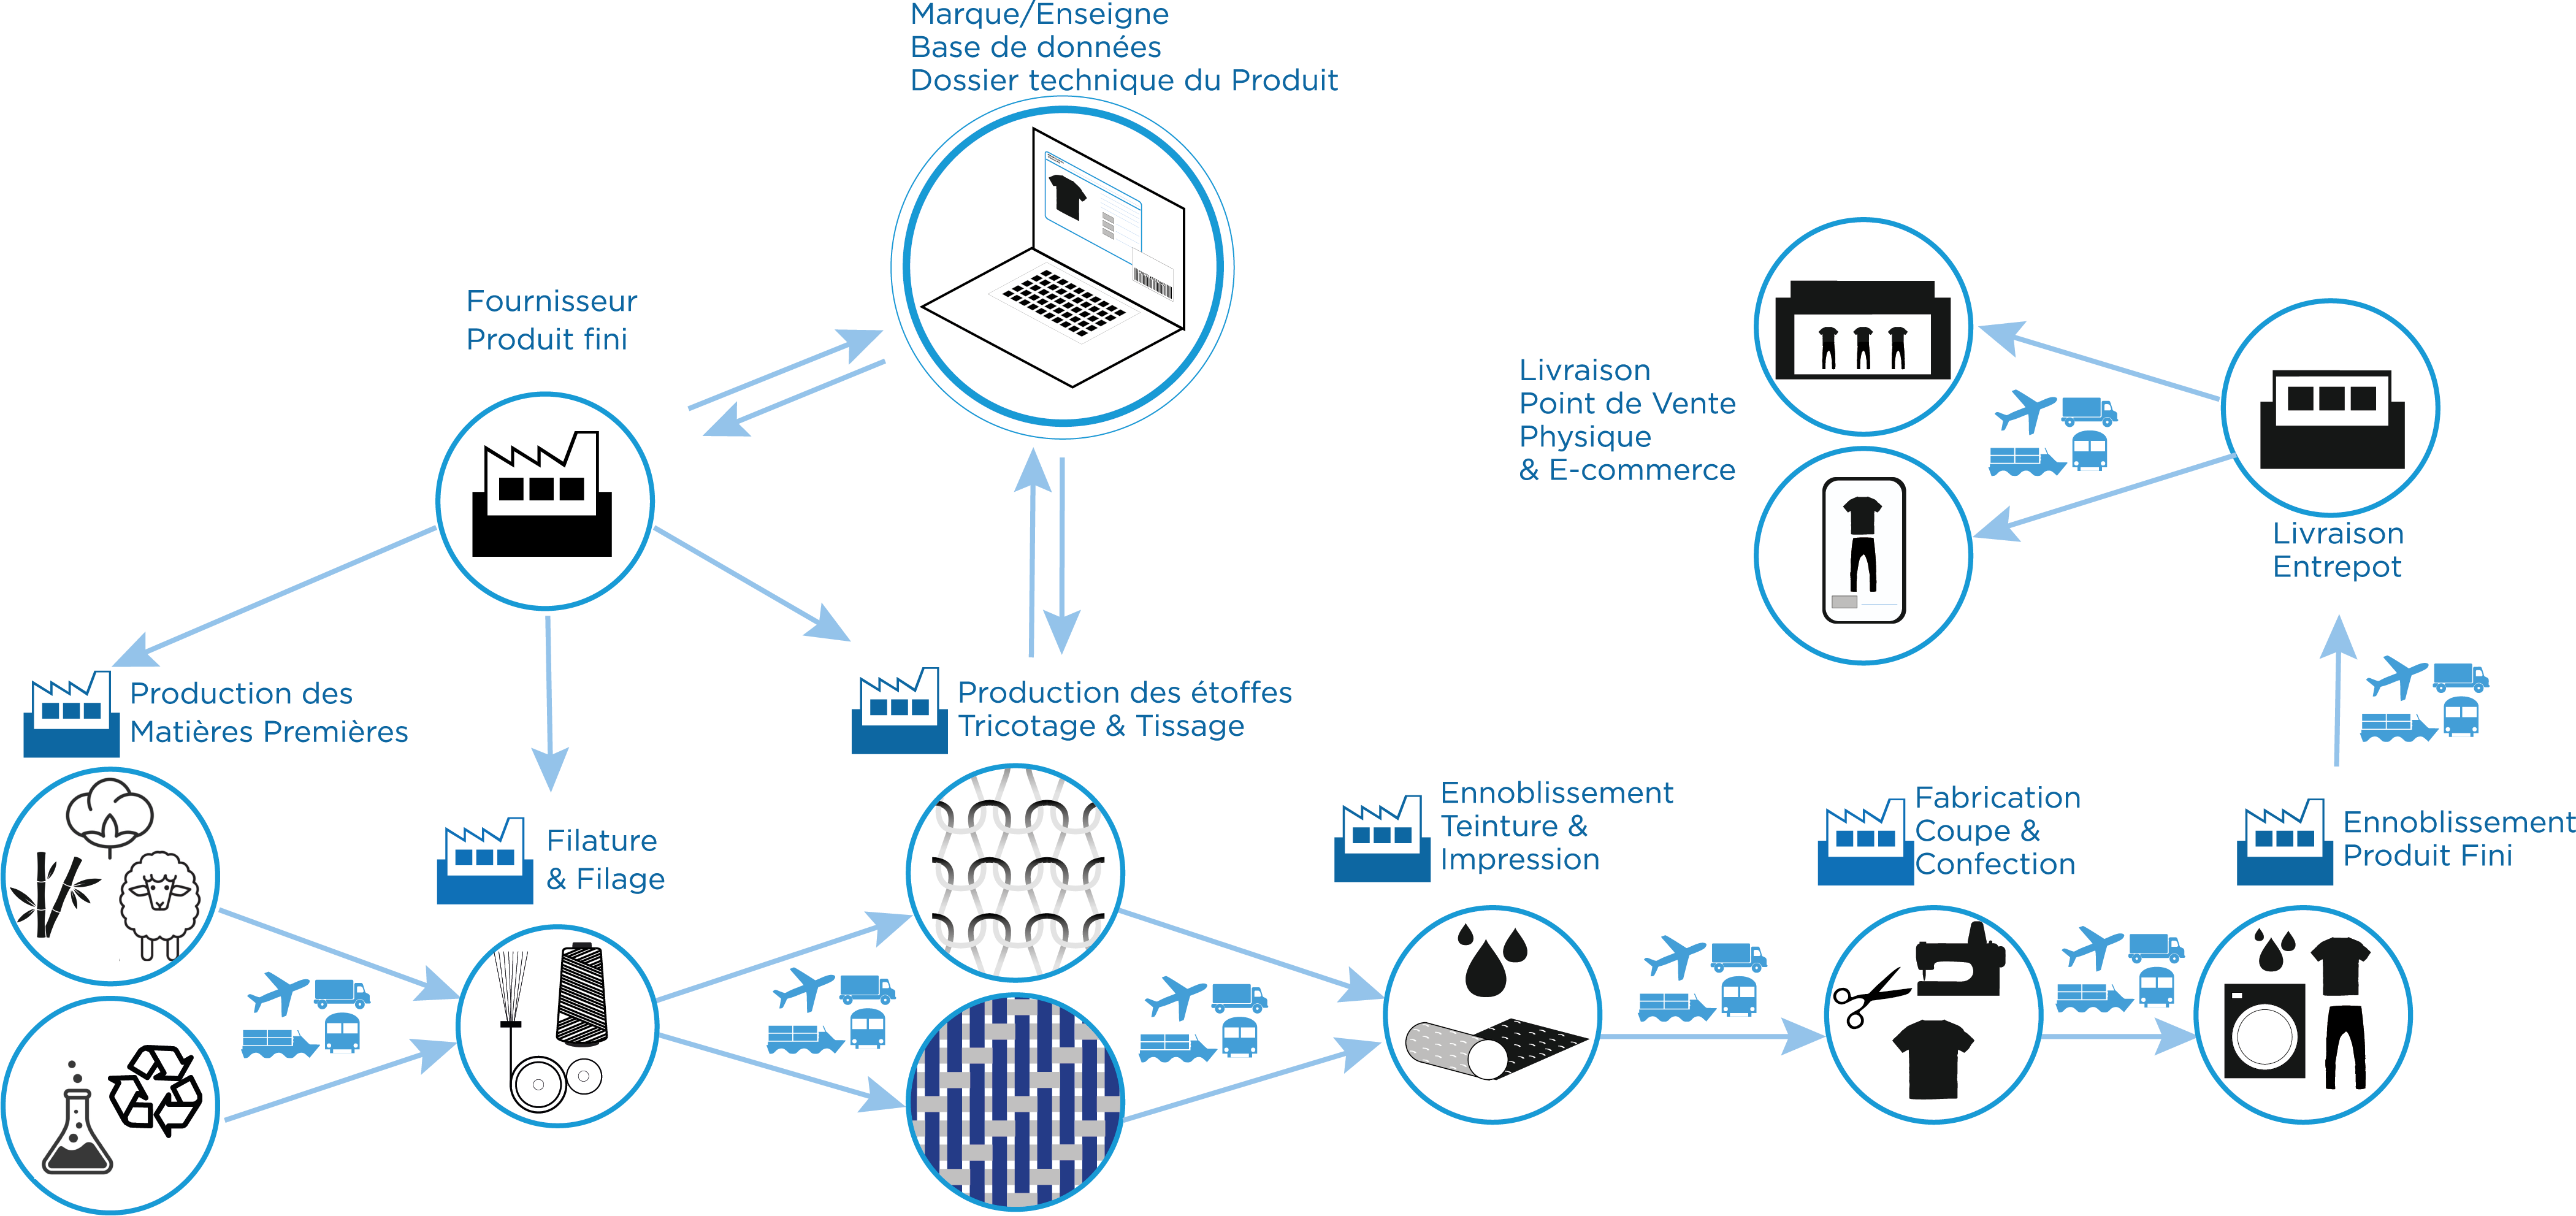 Marque/Enseigne
Base de données
Dossier technique du Produit
Fournisseur
Produit fini
Livraison
Point de Vente
Physique
& E-commerce
Livraison
Entrepot
Production des
Matières Premières
Production des étoffes
Tricotage & Tissage
Filature
& Filage
Ennoblissement
Teinture &
Impression
Fabrication
Coupe &
Confection
Ennoblissement
Produit Fini